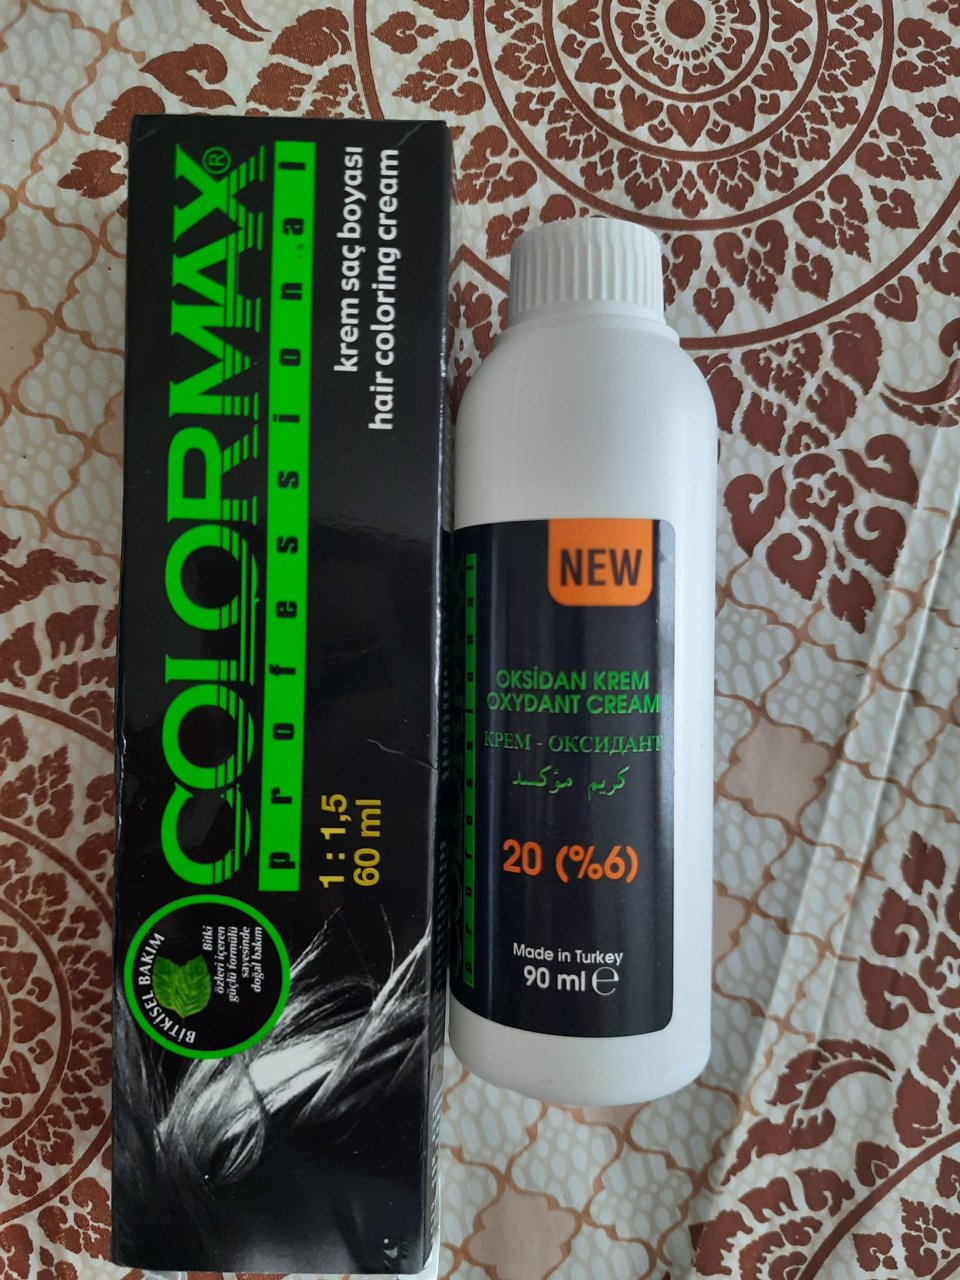 COLORMAX®
professional
krem saç boyası
hair coloring cream
1 : 1,5
60 ml
BİTKİSEL BAKIM
Bitki
özleri içeren
güçlü formülü
sayesinde
doğal bakım
NEW
OKSİDAN KREM
OXYDANT CREAM
КРЕМ - ОКСИДАНТ
كريم مؤكسد
20 (%6)
Made in Turkey
90 ml ℮
professional